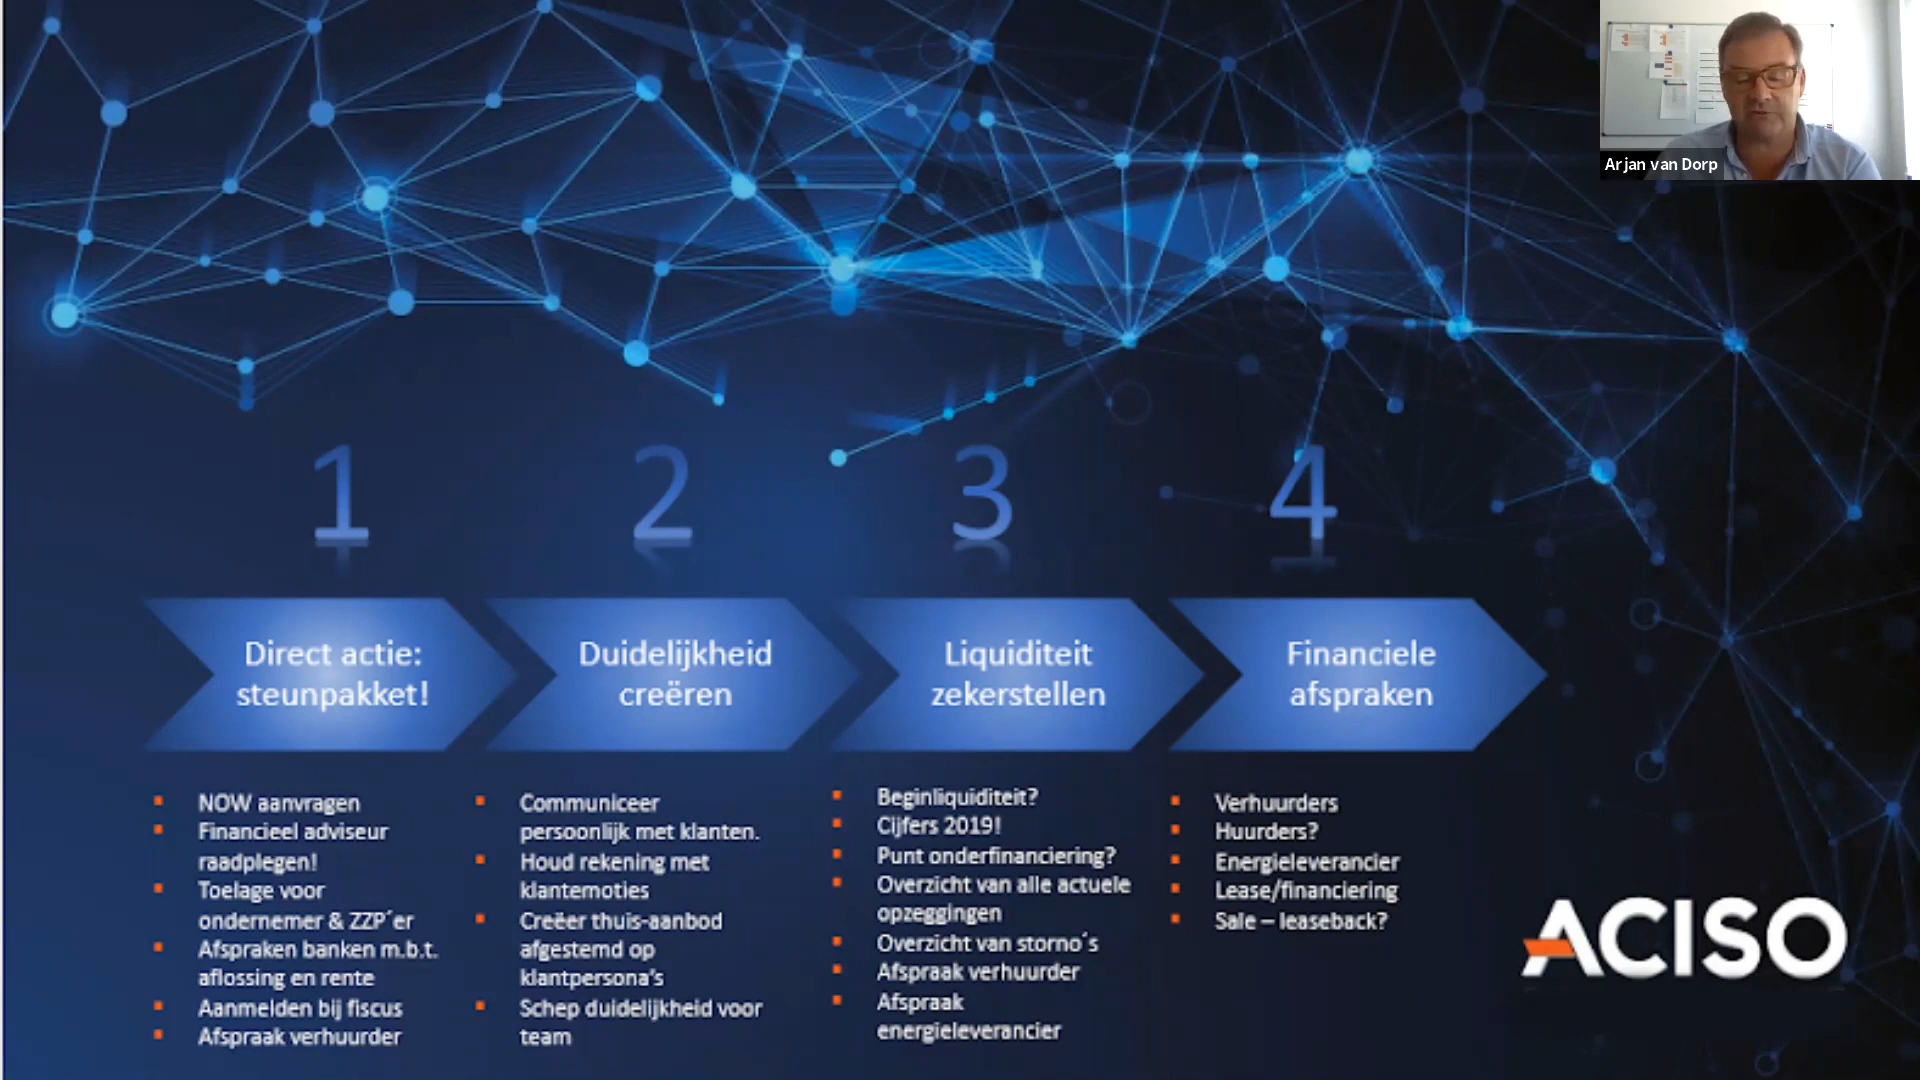 Arjan van Dorp
1
2
3
4
Direct actie:
steunpakket!
Duidelijkheid
creëren
Liquiditeit
zekerstellen
Financiele
afspraken
NOW aanvragen
Financieel adviseur
raadplegen!
Toelage voor
ondernemer & ZZP´er
Afspraken banken m.b.t.
aflossing en rente
Aanmelden bij fiscus
Afspraak verhuurder
Communiceer
persoonlijk met klanten.
Houd rekening met
klantemoties
Creëer thuis-aanbod
afgestemd op
klantpersona's
Schep duidelijkheid voor
team
Beginliquiditeit?
Cijfers 2019!
Punt onderfinanciering?
Overzicht van alle actuele
opzeggingen
Overzicht van storno´s
Afspraak verhuurder
Afspraak
energieleverancier
Verhuurders
Huurders?
Energieleverancier
Lease/financiering
Sale – leaseback?
ACISO